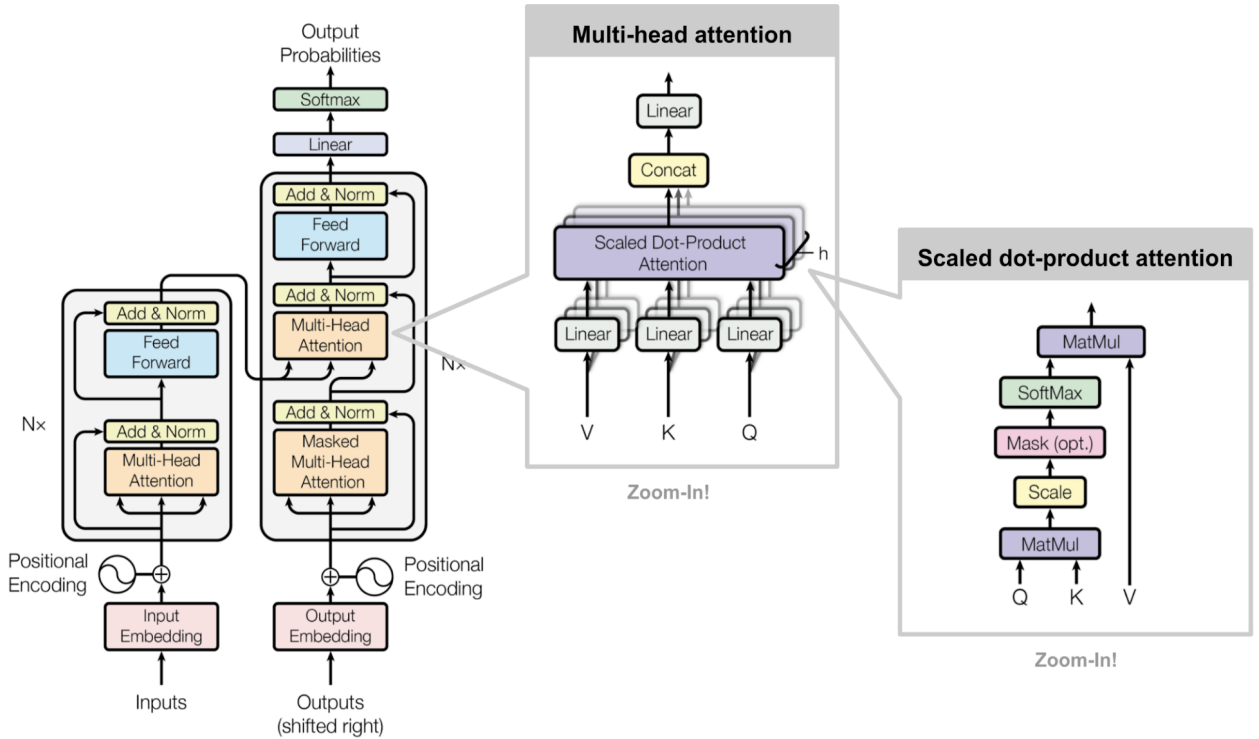 Output
Probabilities
Softmax
Linear
Add & Norm
Feed
Forward
Add & Norm
Multi-Head
Attention
Nx
Add & Norm
Masked
Multi-Head
Attention
Positional
Encoding
Output
Embedding
Outputs
(shifted right)
Add & Norm
Feed
Forward
N×
Add & Norm
Multi-Head
Attention
Positional
Encoding
Input
Embedding
Inputs
Multi-head attention
Linear
Concat
Scaled Dot-Product
Attention
h
Linear Linear Linear
V K Q
Zoom-In!
Scaled dot-product attention
MatMul
SoftMax
Mask (opt.)
Scale
MatMul
Q K V
Zoom-In!